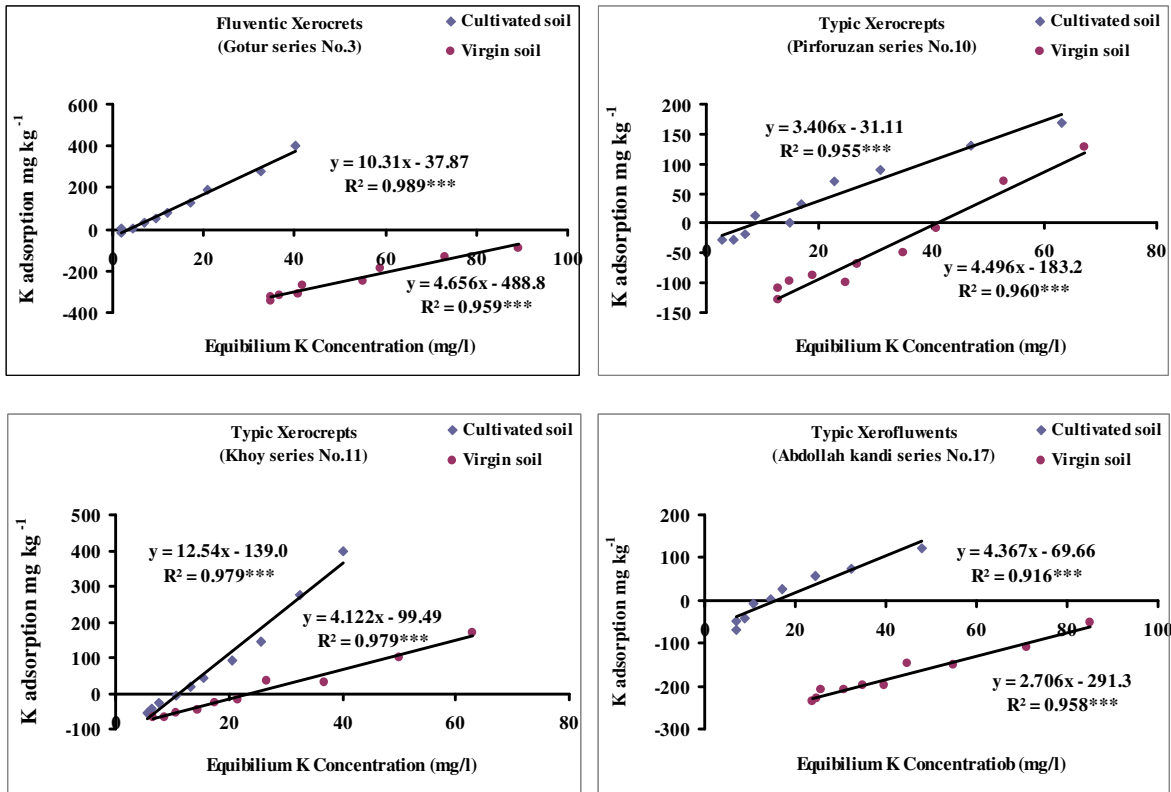 Fluventic Xerocrets
(Gotur series No.3)
◆ Cultivated soil
● Virgin soil
K adsorption mg kg -1
600
400
200
0
-200
-400
0 20 40 60 80 100
y = 10.31x - 37.87
R² = 0.989***
y = 4.656x - 488.8
R² = 0.959***
Equibilium K Concentration (mg/l)
Typic Xerocrepts
(Pirforuzan series No.10)
◆ Cultivated soil
● Virgin soil
K adsorption mg kg -1
200
150
100
50
0
-50
-100
-150
0 20 40 60 80
y = 3.406x - 31.11
R² = 0.955***
y = 4.496x - 183.2
R² = 0.960***
Equibilium K Concentration (mg/l)
Typic Xerocrepts
(Khoy series No.11)
◆ Cultivated soil
● Virgin soil
K adsorption mg kg -1
500
400
300
200
100
0
-100
0 20 40 60 80
y = 12.54x - 139.0
R² = 0.979***
y = 4.122x - 99.49
R² = 0.979***
Equibilium K Concentration (mg/l)
Typic Xerofluwents
(Abdollah kandi series No.17)
◆ Cultivated soil
● Virgin soil
K adsorption mg kg -1
200
100
0
-100
-200
-300
0 20 40 60 80 100
y = 4.367x - 69.66
R² = 0.916***
y = 2.706x - 291.3
R² = 0.958***
Equibilium K Concentratiob (mg/l)